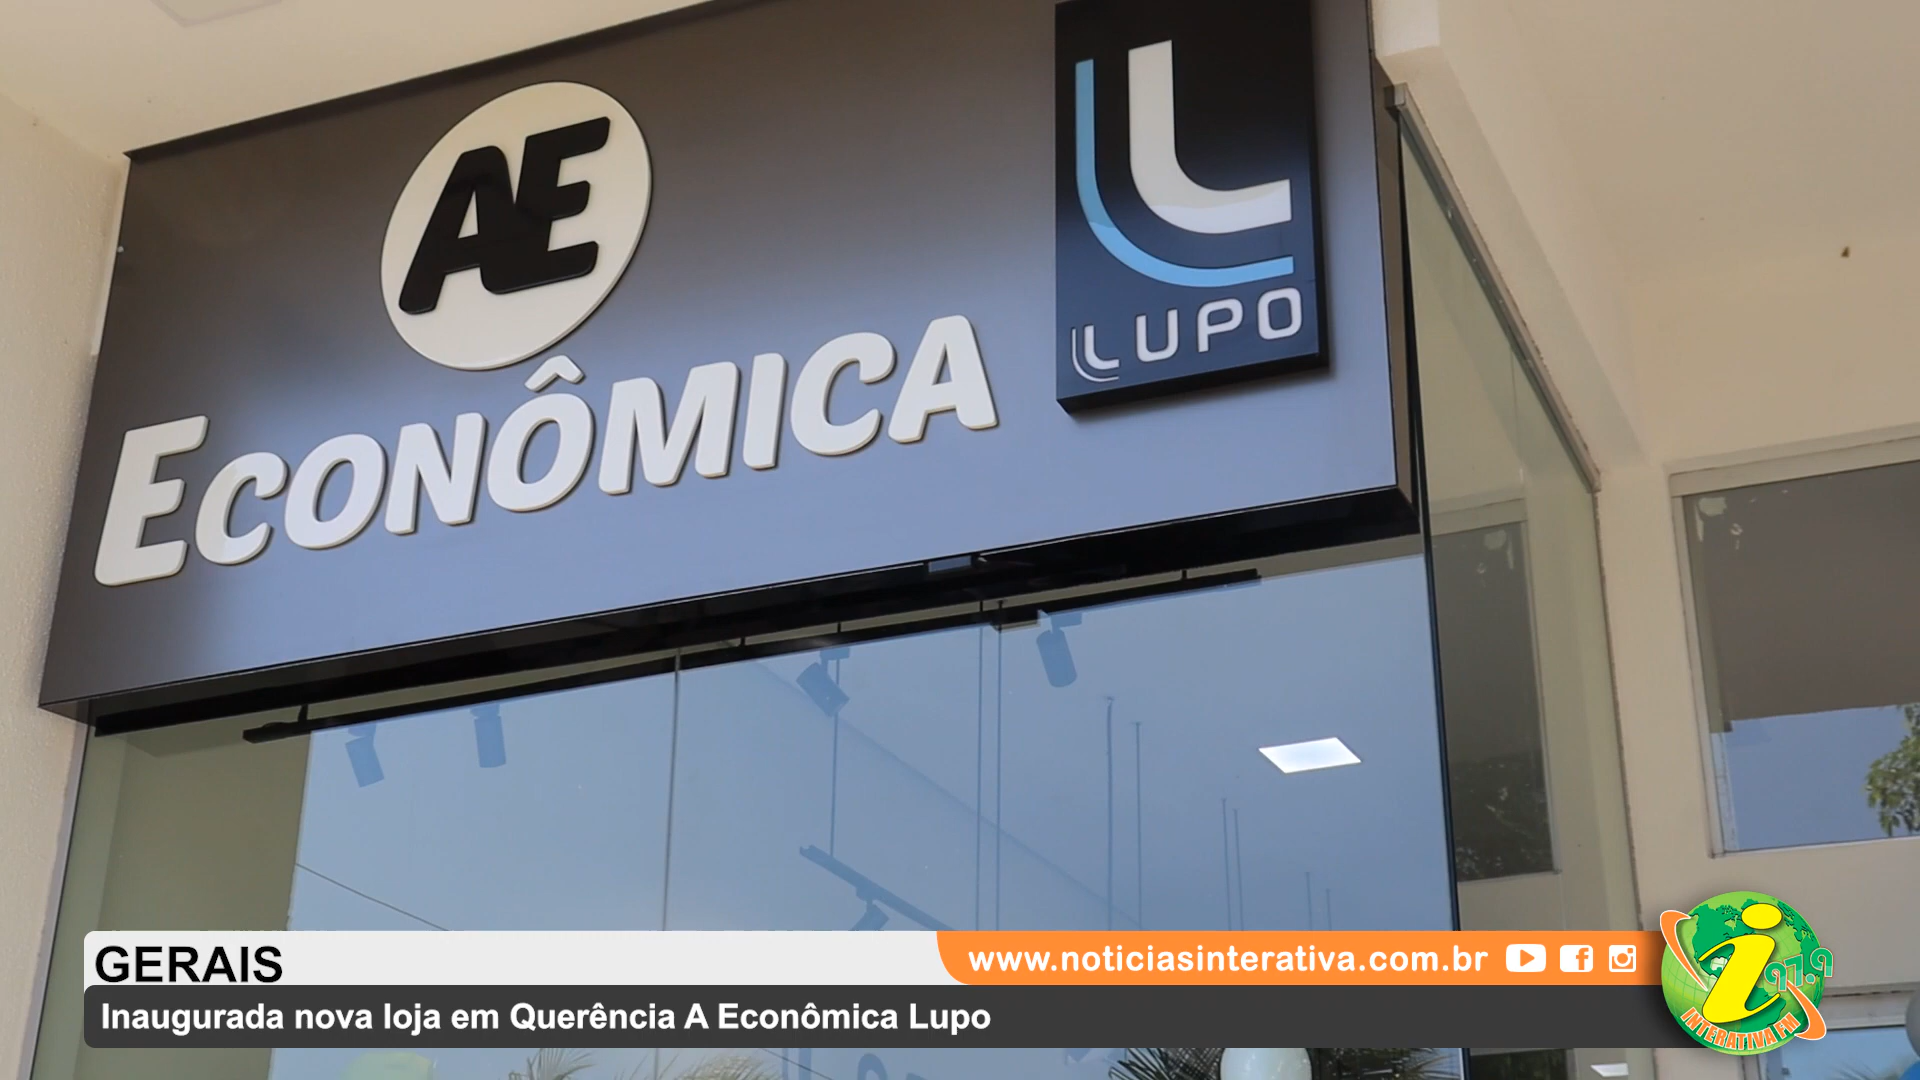 AE
ECONÔMICA
LUPO
GERAIS
www.noticiasinterativa.com.br
Inaugurada nova loja em Querência A Econômica Lupo
i 97.9
INTERATIVA FM